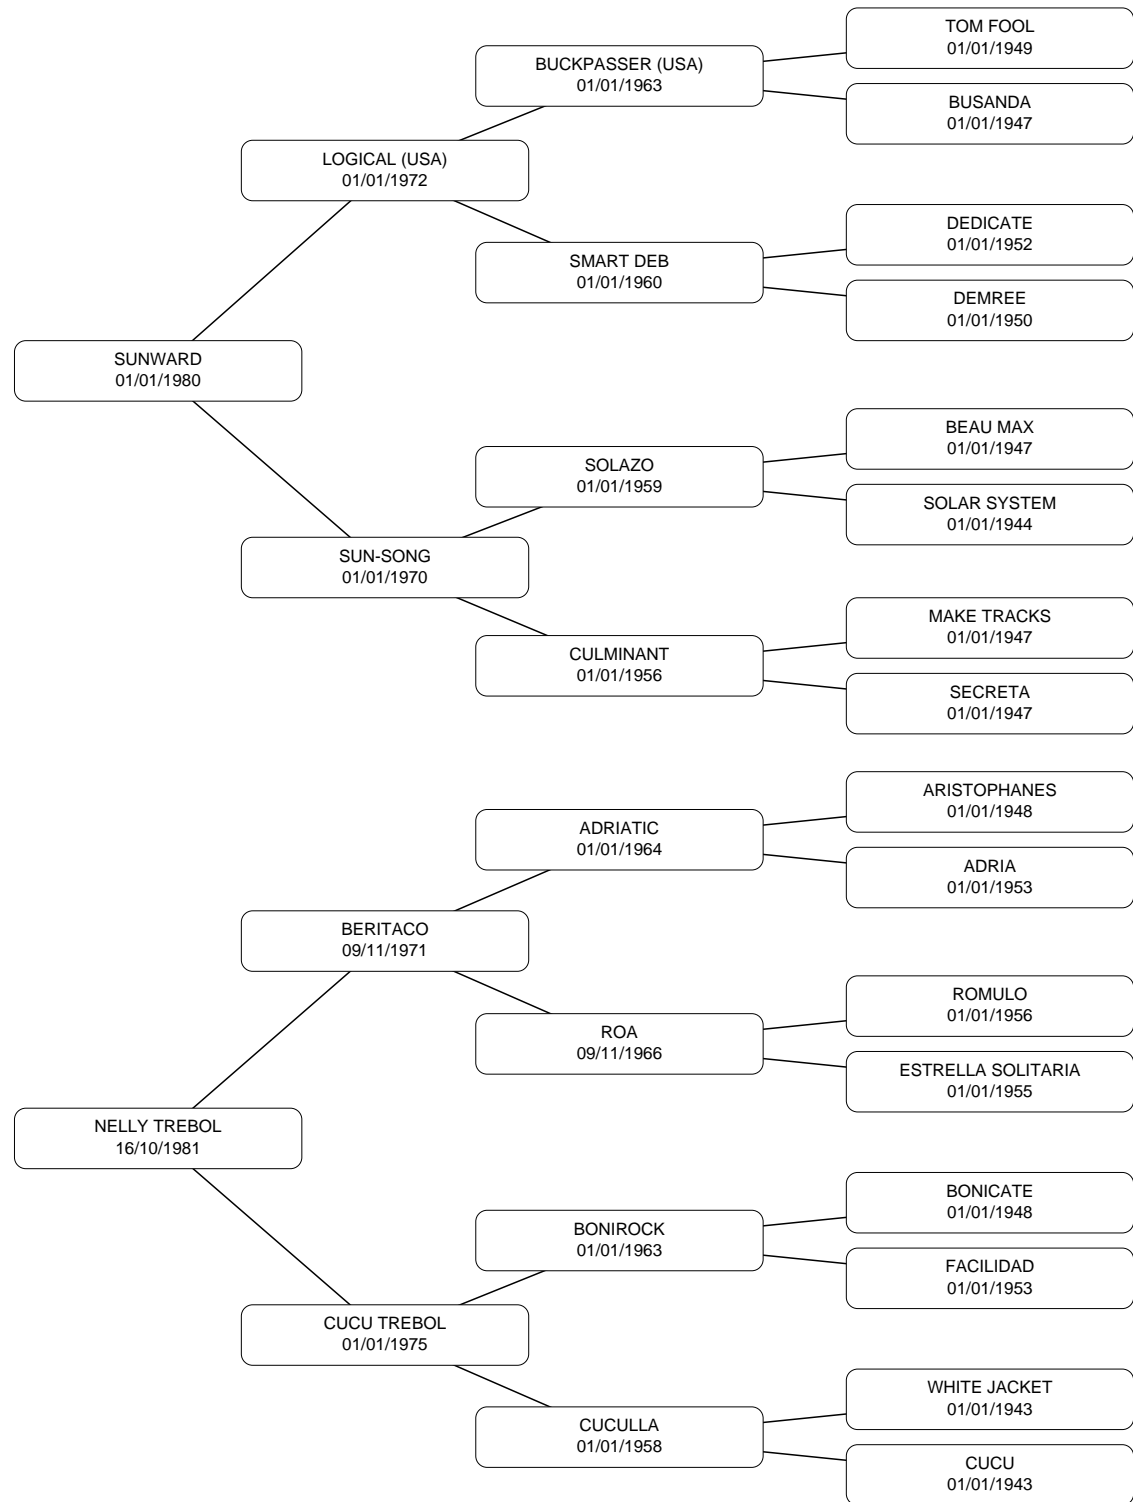 TOM FOOL
01/01/1949
BUCKPASSER (USA)
01/01/1963
BUSANDA
01/01/1947
LOGICAL (USA)
01/01/1972
DEDICATE
01/01/1952
SMART DEB
01/01/1960
DEMREE
01/01/1950
SUNWARD
01/01/1980
BEAU MAX
01/01/1947
SOLAZO
01/01/1959
SOLAR SYSTEM
01/01/1944
SUN-SONG
01/01/1970
MAKE TRACKS
01/01/1947
CULMINANT
01/01/1956
SECRETA
01/01/1947
ARISTOPHANES
01/01/1948
ADRIATIC
01/01/1964
ADRIA
01/01/1953
BERITACO
09/11/1971
ROMULO
01/01/1956
ROA
09/11/1966
ESTRELLA SOLITARIA
01/01/1955
NELLY TREBOL
16/10/1981
BONICATE
01/01/1948
BONIROCK
01/01/1963
FACILIDAD
01/01/1953
CUCU TREBOL
01/01/1975
WHITE JACKET
01/01/1943
CUCULLA
01/01/1958
CUCU
01/01/1943